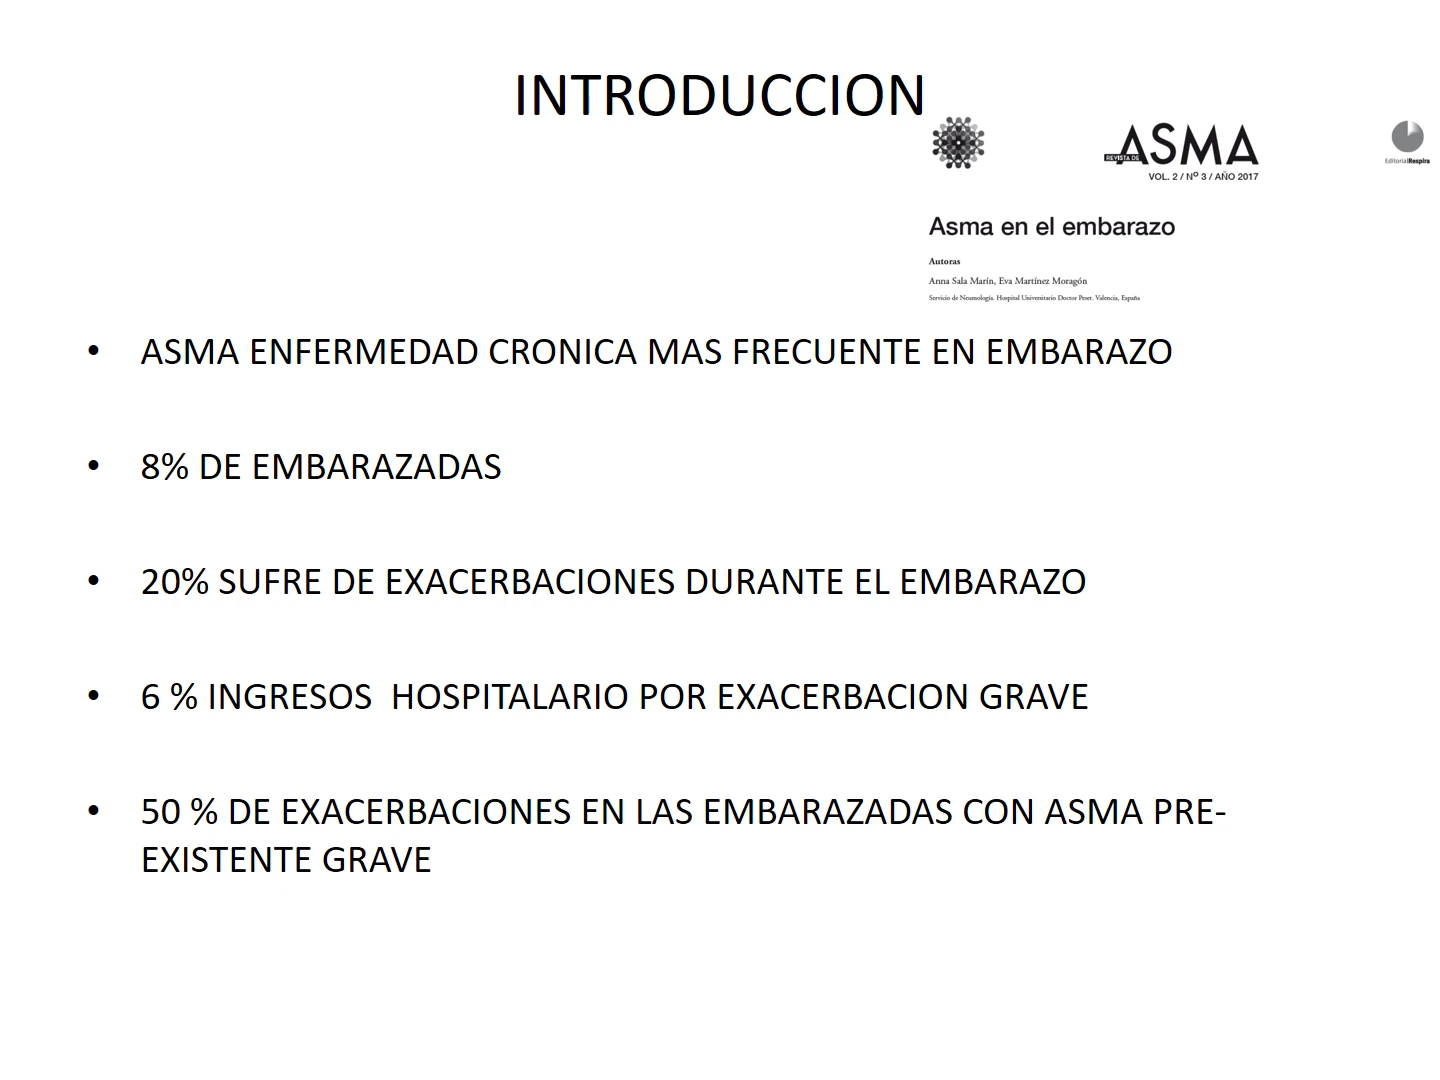 INTRODUCCION
REVISTA DE ASMA
VOL. 2 / Nº 3 / AÑO 2017
EditorialRespira
Asma en el embarazo
Autoras
Anna Sala Marín, Eva Martínez Moragón
Servicio de Neumología. Hospital Universitario Doctor Peset. Valencia, España
• ASMA ENFERMEDAD CRONICA MAS FRECUENTE EN EMBARAZO
• 8% DE EMBARAZADAS
• 20% SUFRE DE EXACERBACIONES DURANTE EL EMBARAZO
• 6 % INGRESOS  HOSPITALARIO POR EXACERBACION GRAVE
• 50 % DE EXACERBACIONES EN LAS EMBARAZADAS CON ASMA PRE-
EXISTENTE GRAVE